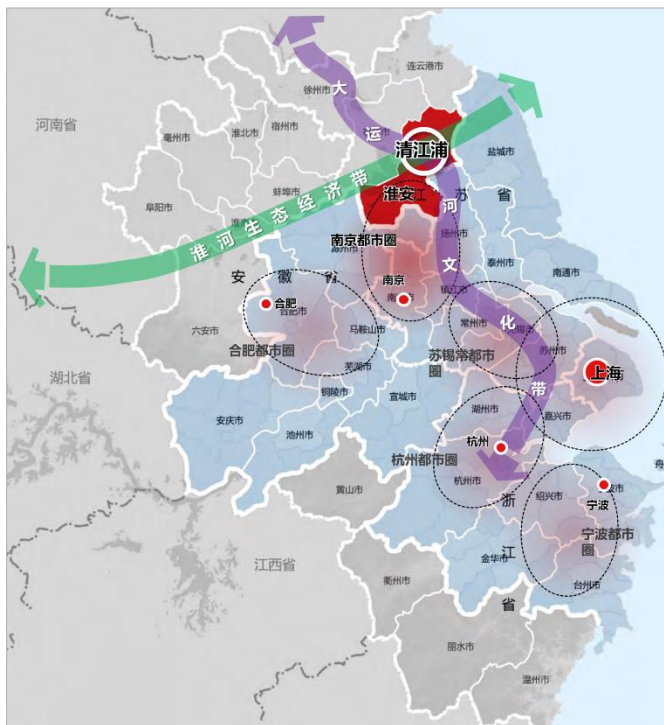 连云港市
徐州市
大
河南省
运
宿州市
亳州市
淮北市
清江浦
盐城市
蚌埠市
淮安
江
苏
省
阜阳市
河
淮河生态经济带
南京都市圈
扬州市
文
泰州市
安
徽
省
南京
镇江市
南通市
合肥
合肥市
化
六安市
马鞍山市
常州市
合肥都市圈
苏州市
苏锡常都市圈
芜湖市
上海
湖北省
铜陵市
带
宣城市
湖州市
嘉兴市
安庆市
池州市
杭州
杭州都市圈
杭州市
黄山市
浙
绍兴市
宁波
宁波都市圈
江
金华市
江西省
台州市
衢州市
省
丽水市
温州市